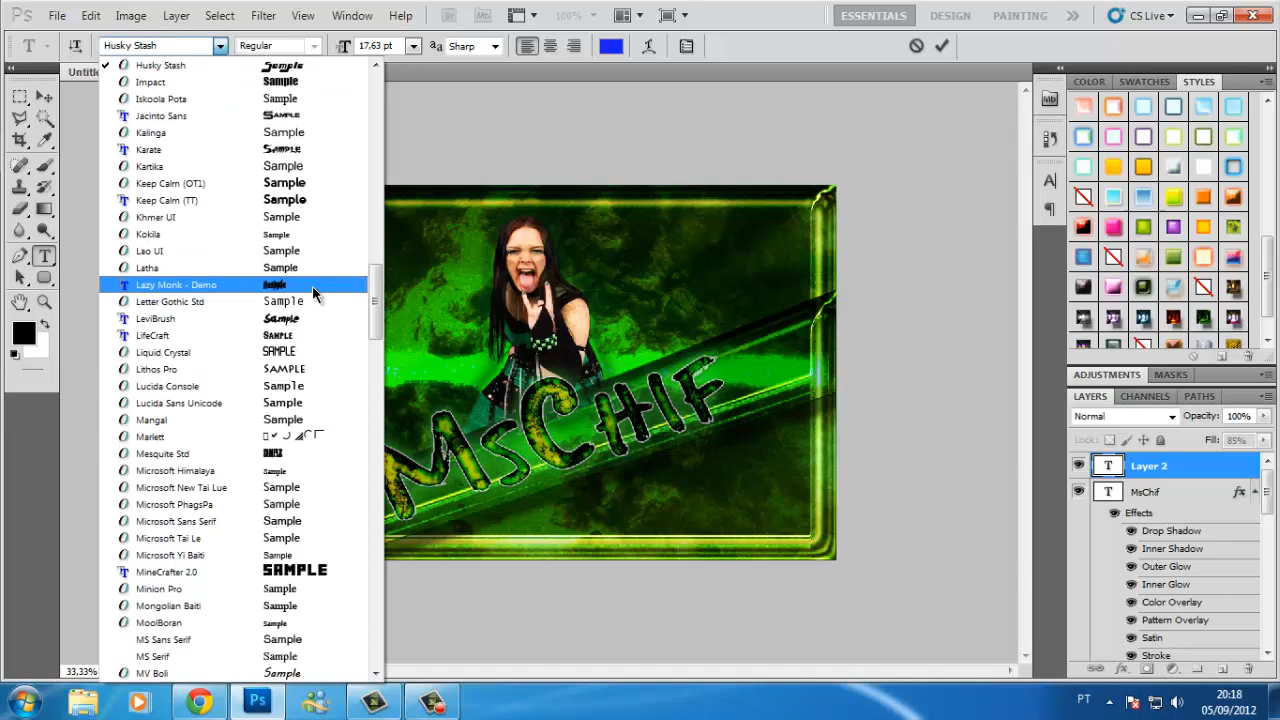 Ps File Edit Image Layer Select Filter View Window Help Br Mb 100% ESSENTIALS DESIGN PAINTING CS Live
T Husky Stash Regular T 17,63 pt aa Sharp
Untitle
Husky Stash Sample
Impact Sample
Iskoola Pota Sample
Jacinto Sans SAMPLE
Kalinga Sample
Karate SAMPLE
Kartika Sample
Keep Calm (OT1) Sample
Keep Calm (TT) Sample
Khmer UI Sample
Kokila Sample
Lao UI Sample
Latha Sample
Lazy Monk - Demo Sample
Letter Gothic Std Sample
LeviBrush Sample
LifeCraft SAMPLE
Liquid Crystal SAMPLE
Lithos Pro SAMPLE
Lucida Console Sample
Lucida Sans Unicode Sample
Mangal Sample
Marlett
Mesquite Std SAMPLE
Microsoft Himalaya Sample
Microsoft New Tai Lue Sample
Microsoft PhagsPa Sample
Microsoft Sans Serif Sample
Microsoft Tai Le Sample
Microsoft Yi Baiti Sample
MineCrafter 2.0 SAMPLE
Minion Pro Sample
Mongolian Baiti Sample
MoolBoran Sample
MS Sans Serif Sample
MS Serif Sample
MV Boli Sample
MsChif
COLOR SWATCHES STYLES
ADJUSTMENTS MASKS
LAYERS CHANNELS PATHS
Normal Opacity: 100%
Lock: Fill: 85%
T Layer 2
T MsChif fx
Effects
Drop Shadow
Inner Shadow
Outer Glow
Inner Glow
Color Overlay
Pattern Overlay
Satin
Stroke
33,33%
Ps PT 20:18
05/09/2012